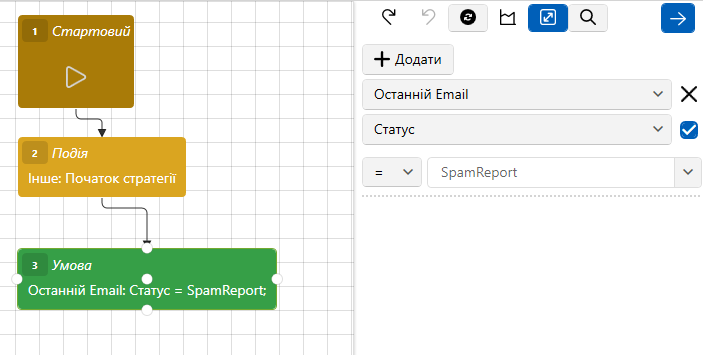 1 Стартовий
2 Подія
Інше: Початок стратегії
3 Умова
Останній Email: Статус = SpamReport;
Додати
Останній Email
Статус
= SpamReport